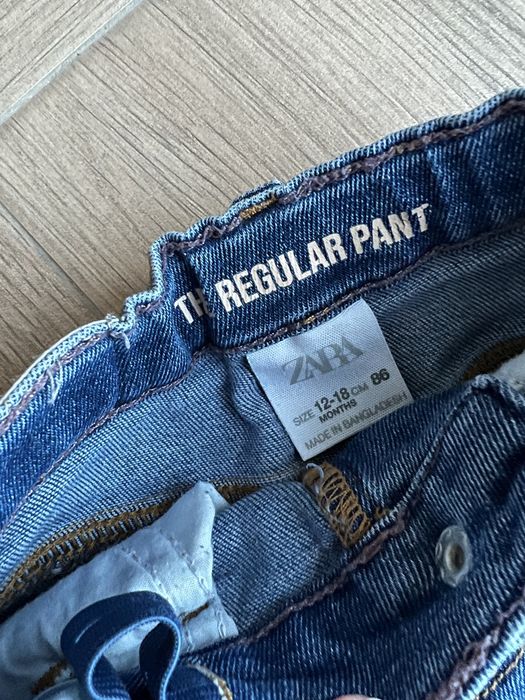 THE REGULAR PANT
ZARA
SIZE 12-18 CM 86
MONTHS
MADE IN BANGLADESH